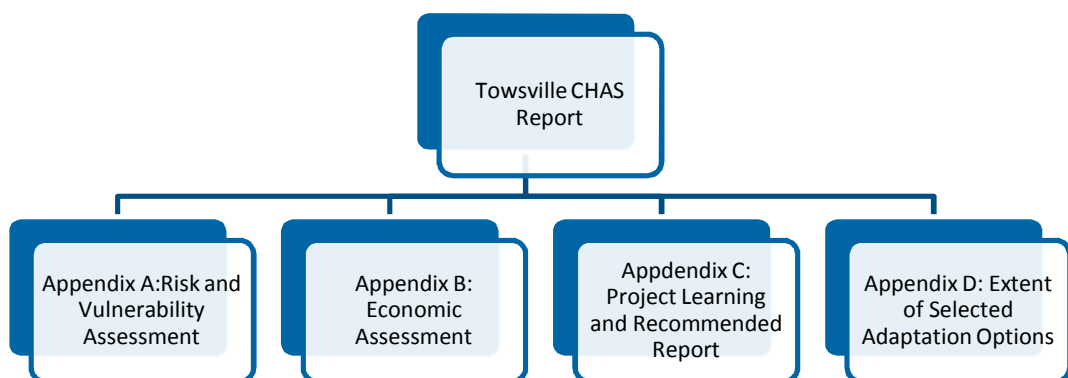 Towsville CHAS
Report
Appendix A:Risk and
Vulnerability
Assessment
Appendix B:
Economic
Assessment
Appdendix C:
Project Learning
and Recommended
Report
Appendix D: Extent
of Selected
Adaptation Options